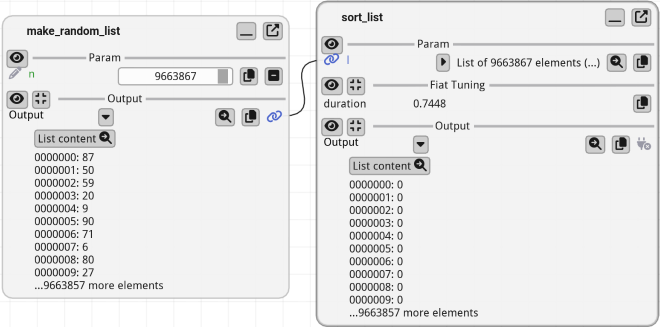 make_random_list
Param
n
9663867
Output
Output
List content
0000000: 87
0000001: 50
0000002: 59
0000003: 20
0000004: 9
0000005: 90
0000006: 71
0000007: 6
0000008: 80
0000009: 27
...9663857 more elements
sort_list
Param
l
List of 9663867 elements (...)
Fiat Tuning
duration
0.7448
Output
Output
List content
0000000: 0
0000001: 0
0000002: 0
0000003: 0
0000004: 0
0000005: 0
0000006: 0
0000007: 0
0000008: 0
0000009: 0
...9663857 more elements